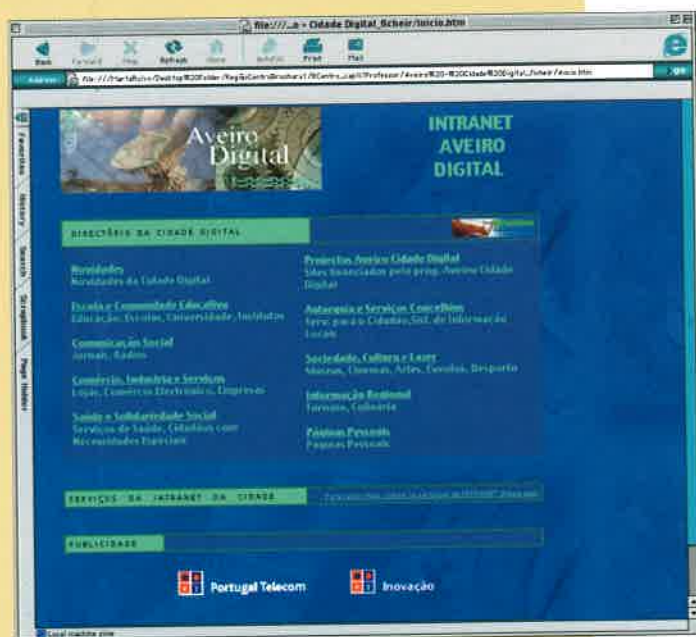 Cidade Digital_ficheir/inicio.htm
Back Forward Stop Refresh Home AutoFill Print Mail
Address
go
Favorites
History
Search
Scrapbook
Page Holder
Aveiro
Digital
INTRANET
AVEIRO
DIGITAL
DIRECTÓRIO DA CIDADE DIGITAL
Novidades
Novidades da Cidade Digital
Escola e Comunidade Educativa
Educação, Escolas, Universidade, Institutos
Comunicação Social
Jornais, Rádios
Comércio, Indústria e Serviços
Lojas, Comércio Electrónico, Empresas
Saúde e Solidariedade Social
Serviços de Saúde, Cidadãos com
Necessidades Especiais
Projectos Aveiro Cidade Digital
Sites financiados pelo prog. Aveiro Cidade
Digital
Autarquia e Serviços Concelhios
Serv. para o Cidadão, Sist. de Informação
Locais
Sociedade, Cultura e Lazer
Museus, Cinemas, Artes, Eventos, Desporto
Informação Regional
Turismo, Culinária
Páginas Pessoais
Páginas Pessoais
SERVIÇOS DA INTRANET DA CIDADE
PUBLICIDADE
Portugal Telecom
Inovação
Local machine zone